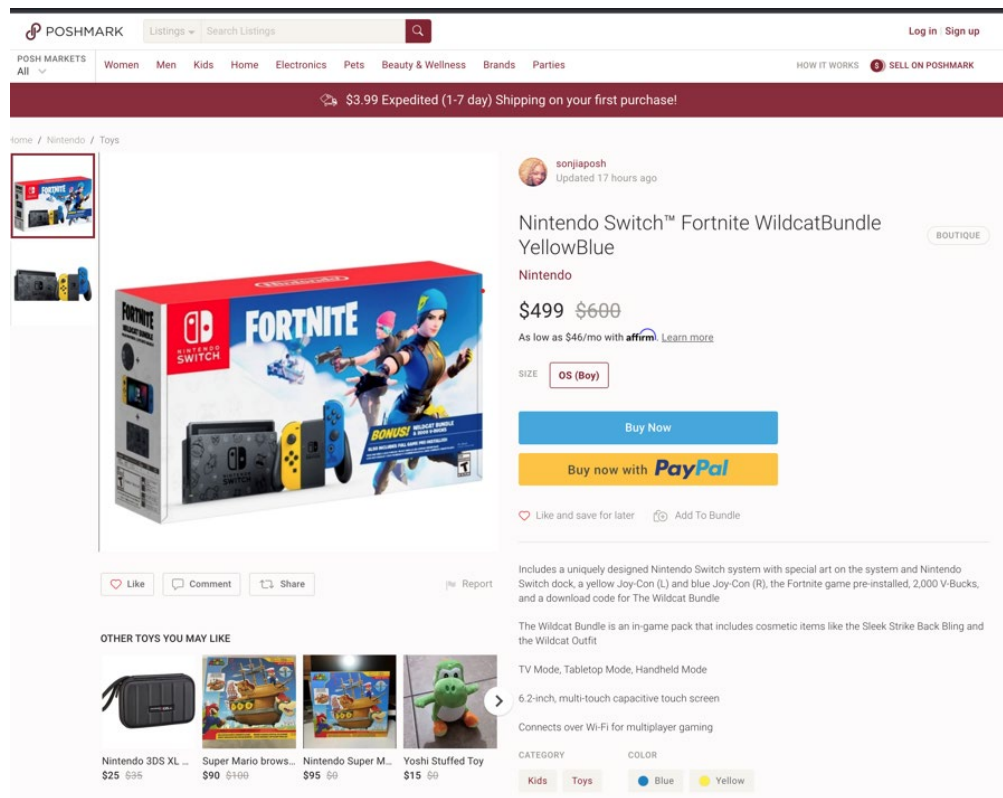 POSHMARK
Listings
Search Listings
Log in | Sign up
POSH MARKETS
All
Women Men Kids Home Electronics Pets Beauty & Wellness Brands Parties
HOW IT WORKS
$ SELL ON POSHMARK
$3.99 Expedited (1-7 day) Shipping on your first purchase!
Home / Nintendo / Toys
sonjiaposh
Updated 17 hours ago
Nintendo Switch™ Fortnite WildcatBundle
YellowBlue
BOUTIQUE
Nintendo
$499 $600
As low as $46/mo with affirm. Learn more
SIZE OS (Boy)
Buy Now
Buy now with PayPal
Like and save for later
Add To Bundle
FORTNITE
NINTENDO
SWITCH
FORTNITE
WILDCAT BUNDLE
BONUS! WILDCAT BUNDLE
NINTENDO
SWITCH
T
Like
Comment
Share
Report
Includes a uniquely designed Nintendo Switch system with special art on the system and Nintendo
Switch dock, a yellow Joy-Con (L) and blue Joy-Con (R), the Fortnite game pre-installed, 2,000 V-Bucks,
and a download code for The Wildcat Bundle
The Wildcat Bundle is an in-game pack that includes cosmetic items like the Sleek Strike Back Bling and
the Wildcat Outfit
TV Mode, Tabletop Mode, Handheld Mode
6.2-inch, multi-touch capacitive touch screen
Connects over Wi-Fi for multiplayer gaming
CATEGORY
Kids Toys
COLOR
Blue Yellow
OTHER TOYS YOU MAY LIKE
Nintendo 3DS XL ...
$25 $35
Super Mario brows...
$90 $100
Nintendo Super M...
$95 $0
Yoshi Stuffed Toy
$15 $0